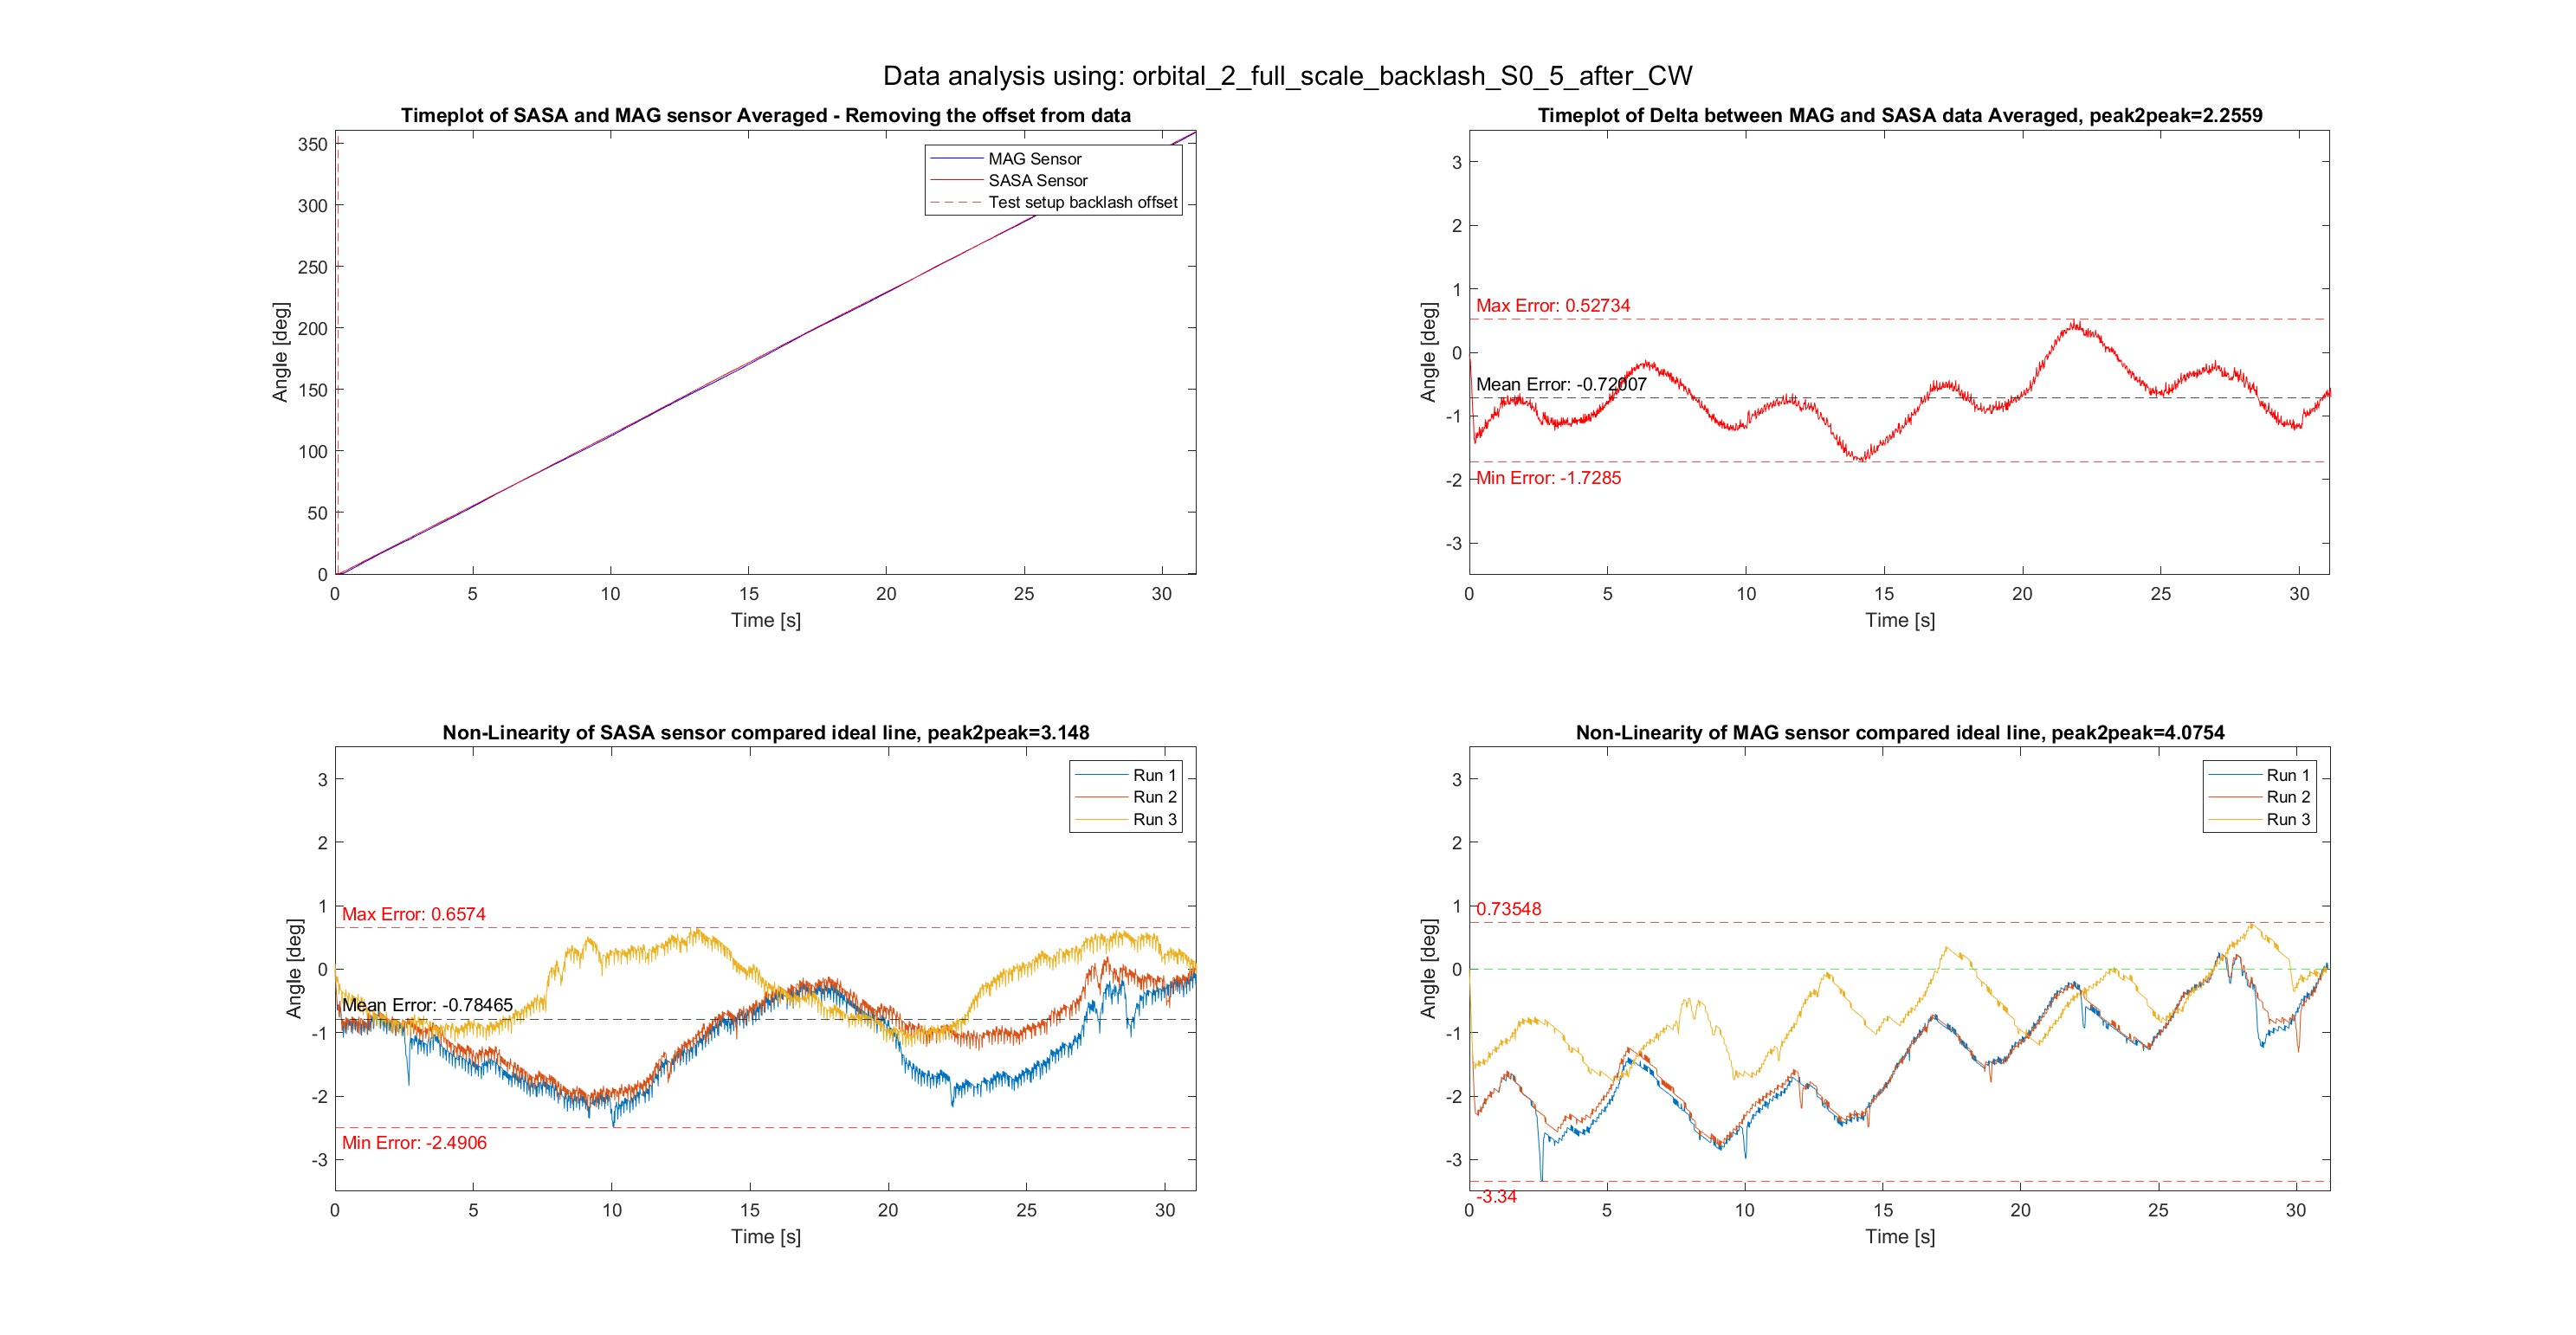 Data analysis using: orbital_2_full_scale_backlash_S0_5_after_CW
Timeplot of SASA and MAG sensor Averaged - Removing the offset from data
Angle [deg]
350
300
250
200
150
100
50
0
MAG Sensor
SASA Sensor
Test setup backlash offset
0 5 10 15 20 25 30
Time [s]
Timeplot of Delta between MAG and SASA data Averaged, peak2peak=2.2559
Angle [deg]
3
2
1
0
-1
-2
-3
Max Error: 0.52734
Mean Error: -0.72007
Min Error: -1.7285
0 5 10 15 20 25 30
Time [s]
Non-Linearity of SASA sensor compared ideal line, peak2peak=3.148
Angle [deg]
3
2
1
0
-1
-2
-3
Run 1
Run 2
Run 3
Max Error: 0.6574
Mean Error: -0.78465
Min Error: -2.4906
0 5 10 15 20 25 30
Time [s]
Non-Linearity of MAG sensor compared ideal line, peak2peak=4.0754
Angle [deg]
3
2
1
0
-1
-2
-3
Run 1
Run 2
Run 3
0.73548
-3.34
0 5 10 15 20 25 30
Time [s]